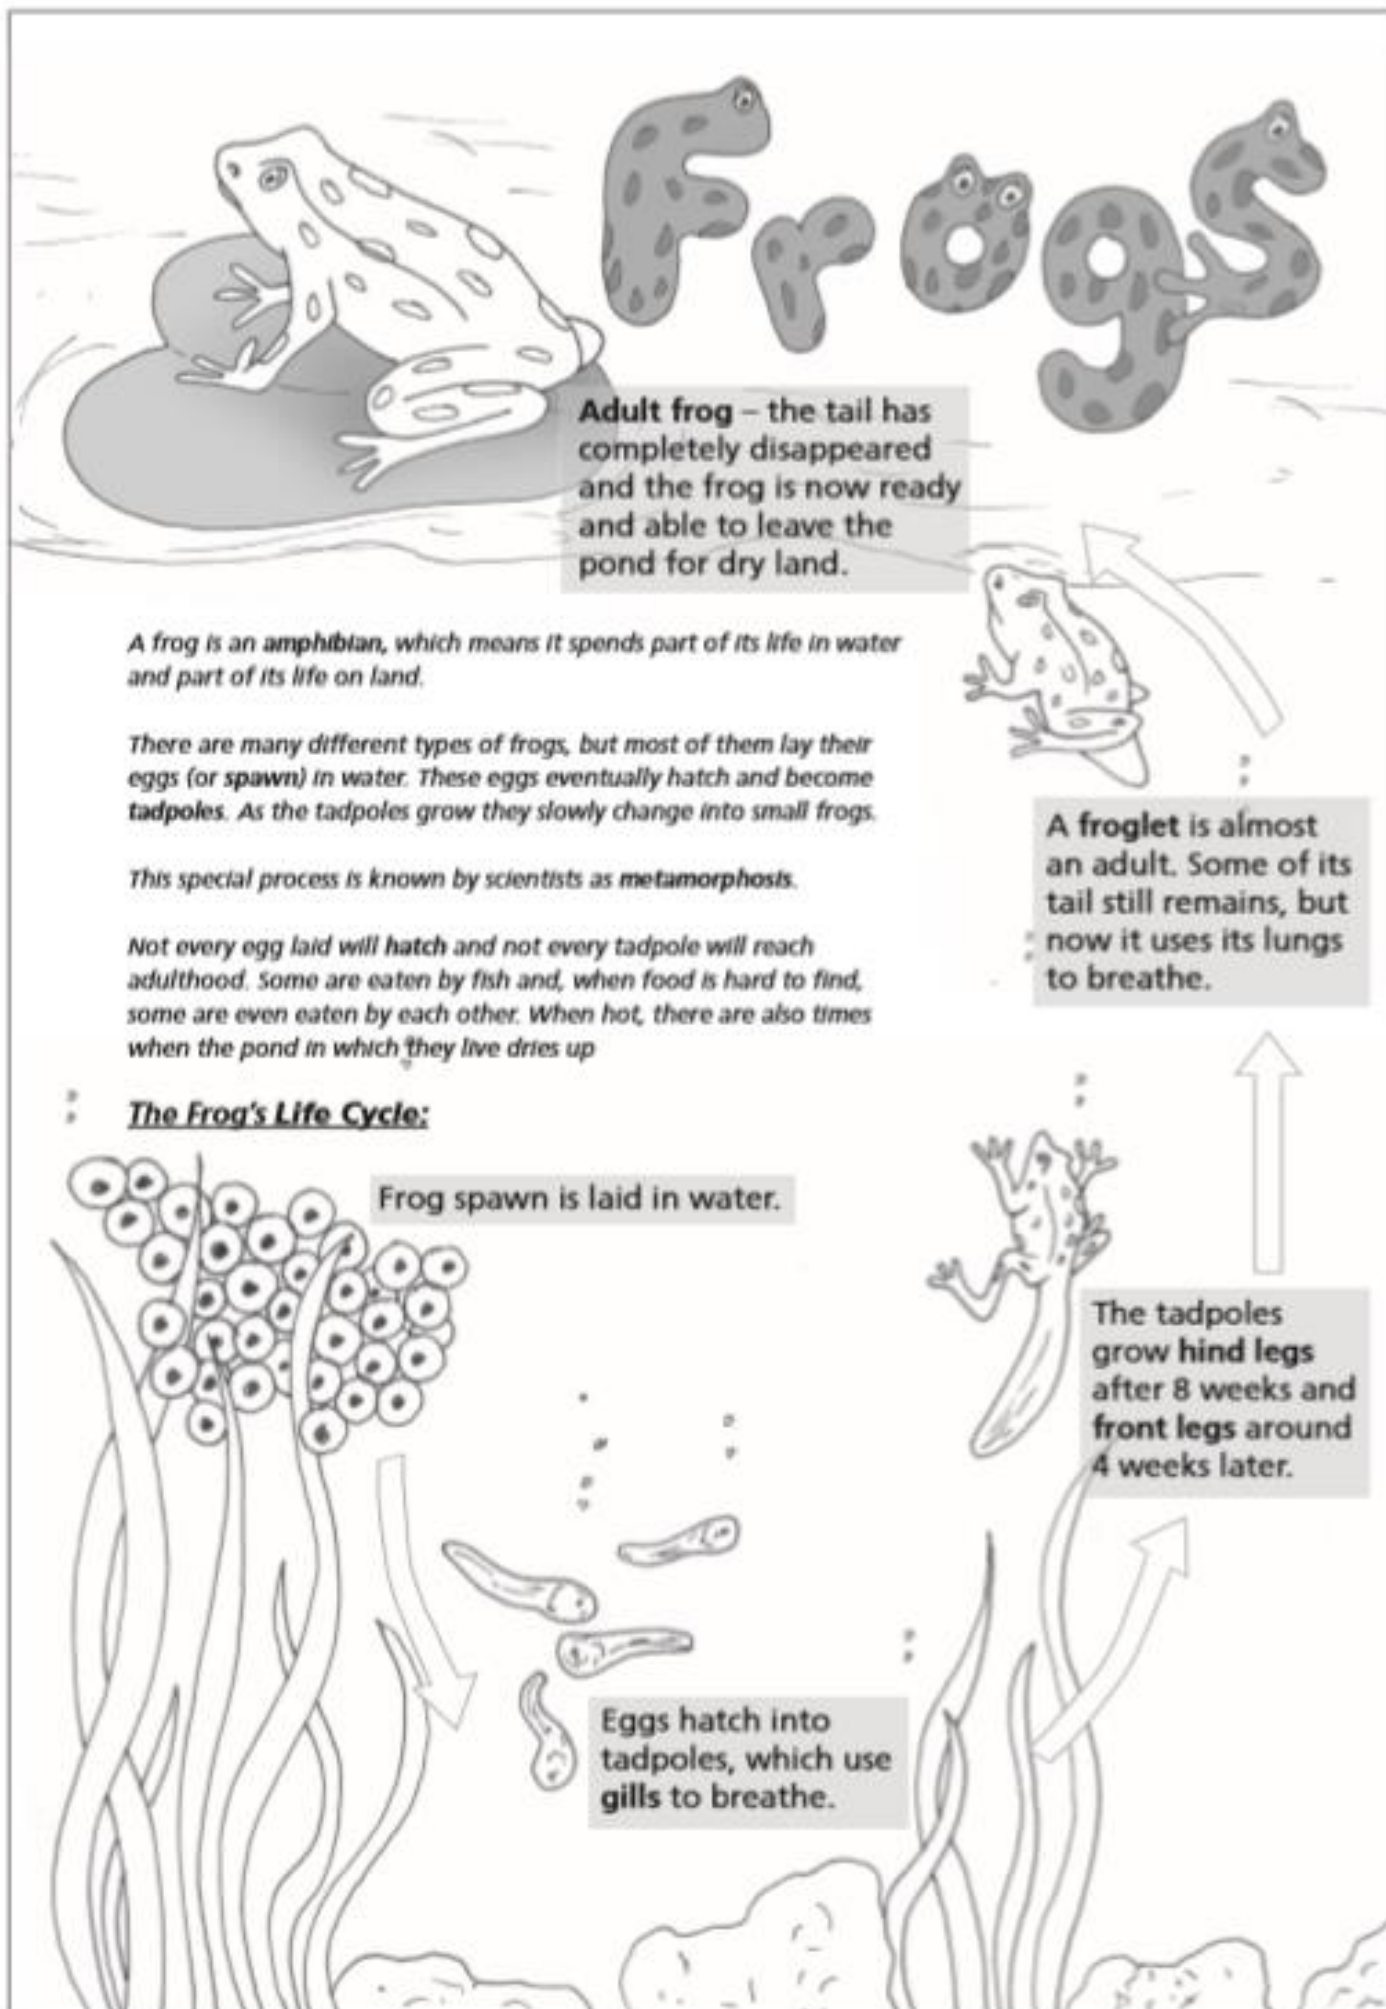 Frogs
Adult frog – the tail has
completely disappeared
and the frog is now ready
and able to leave the
pond for dry land.
A frog is an amphibian, which means it spends part of its life in water
and part of its life on land.
There are many different types of frogs, but most of them lay their
eggs (or spawn) in water. These eggs eventually hatch and become
tadpoles. As the tadpoles grow they slowly change into small frogs.
This special process is known by scientists as metamorphosis.
Not every egg laid will hatch and not every tadpole will reach
adulthood. Some are eaten by fish and, when food is hard to find,
some are even eaten by each other. When hot, there are also times
when the pond in which they live dries up
A froglet is almost
an adult. Some of its
tail still remains, but
now it uses its lungs
to breathe.
The Frog's Life Cycle:
Frog spawn is laid in water.
The tadpoles
grow hind legs
after 8 weeks and
front legs around
4 weeks later.
Eggs hatch into
tadpoles, which use
gills to breathe.